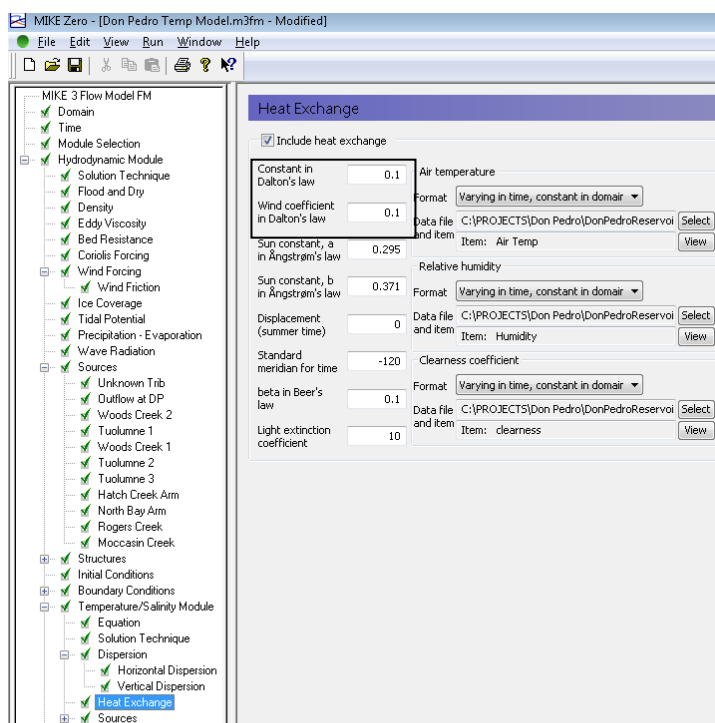 MIKE Zero - [Don Pedro Temp Model.m3fm - Modified]
File Edit View Run Window Help
MIKE 3 Flow Model FM
Domain
Time
Module Selection
Hydrodynamic Module
Solution Technique
Flood and Dry
Density
Eddy Viscosity
Bed Resistance
Coriolis Forcing
Wind Forcing
Wind Friction
Ice Coverage
Tidal Potential
Precipitation - Evaporation
Wave Radiation
Sources
Unknown Trib
Outflow at DP
Woods Creek 2
Tuolumne 1
Woods Creek 1
Tuolumne 2
Tuolumne 3
Hatch Creek Arm
North Bay Arm
Rogers Creek
Moccasin Creek
Structures
Initial Conditions
Boundary Conditions
Temperature/Salinity Module
Equation
Solution Technique
Dispersion
Horizontal Dispersion
Vertical Dispersion
Heat Exchange
Sources
Heat Exchange
Include heat exchange
Constant in
Dalton's law
0.1
Wind coefficient
in Dalton's law
0.1
Sun constant, a
in Ångstrøm's law
0.295
Sun constant, b
in Ångstrøm's law
0.371
Displacement
(summer time)
0
Standard
meridian for time
-120
beta in Beer's
law
0.1
Light extinction
coefficient
10
Air temperature
Format Varying in time, constant in domair
Data file C:\PROJECTS\Don Pedro\DonPedroReservoi Select
and item Item: Air Temp View
Relative humidity
Format Varying in time, constant in domair
Data file C:\PROJECTS\Don Pedro\DonPedroReservoi Select
and item Item: Humidity View
Clearness coefficient
Format Varying in time, constant in domair
Data file C:\PROJECTS\Don Pedro\DonPedroReservoi Select
and item Item: clearness View